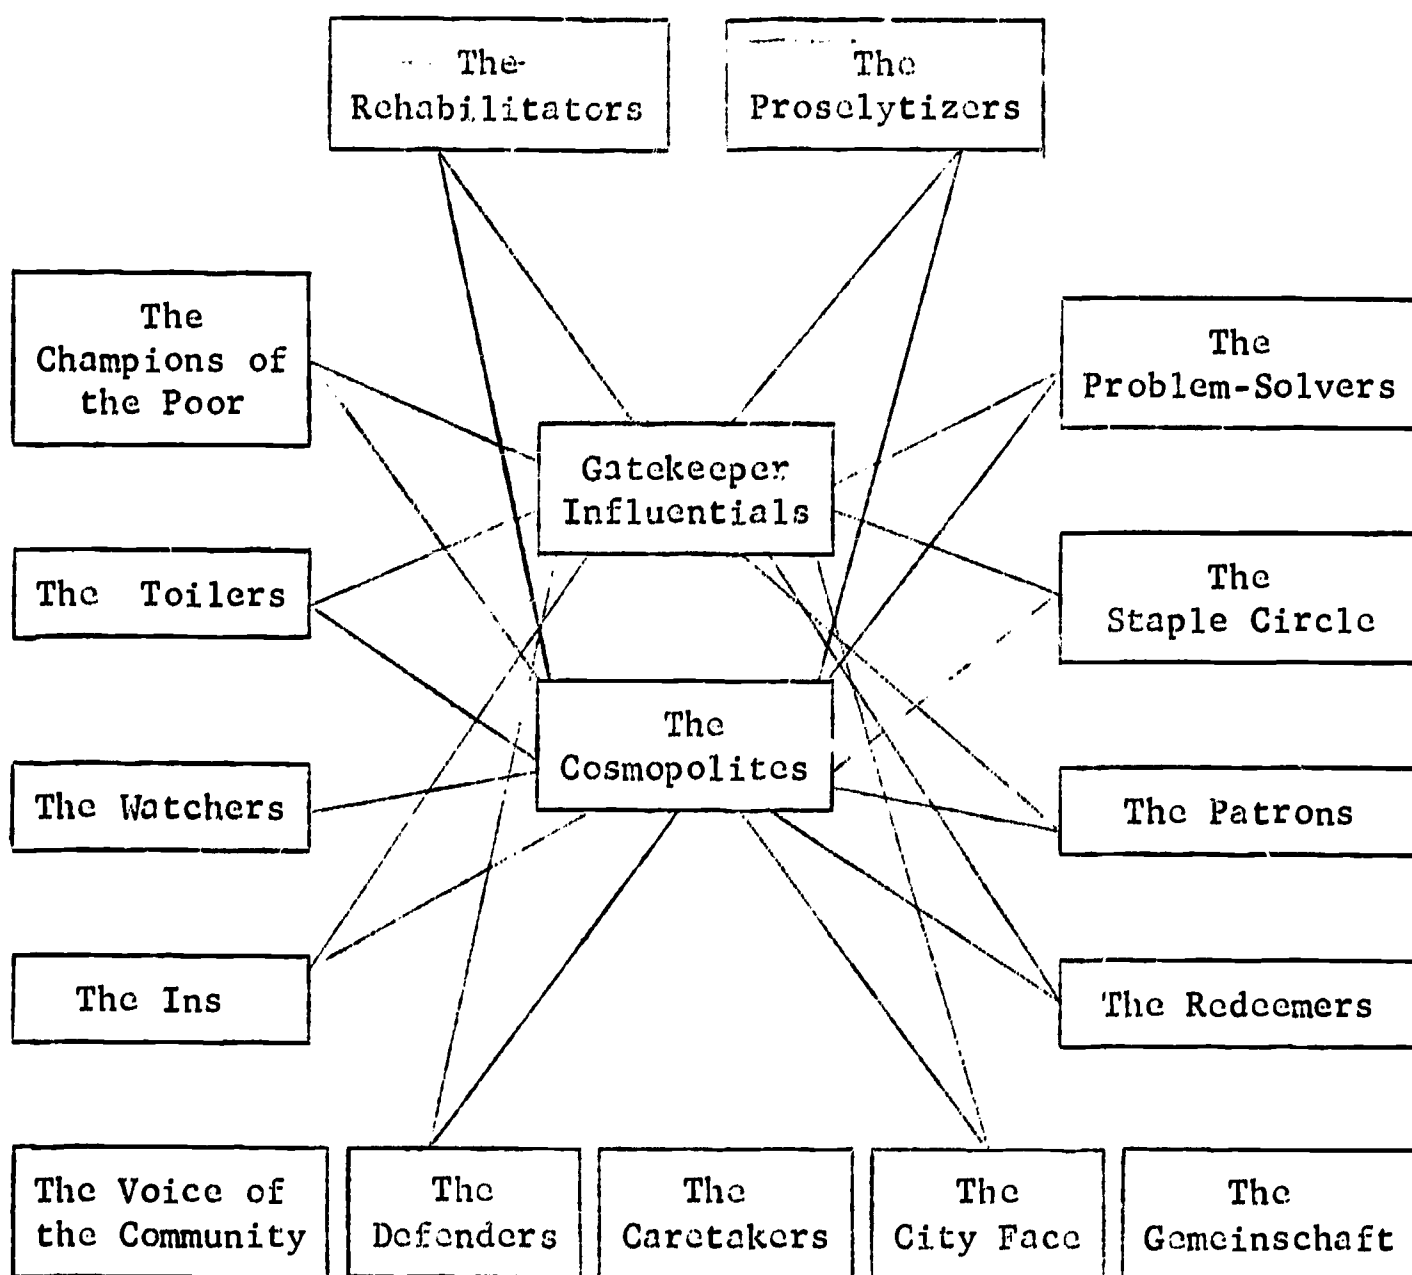 The
Rehabilitators
The
Proselytizers
The
Champions of
the Poor
The
Problem-Solvers
Gatekeeper
Influentials
The Toilers
The
Staple Circle
The
Cosmopolites
The Watchers
The Patrons
The Ins
The Redeemers
The Voice of
the Community
The
Defenders
The
Caretakers
The
City Face
The
Gemeinschaft